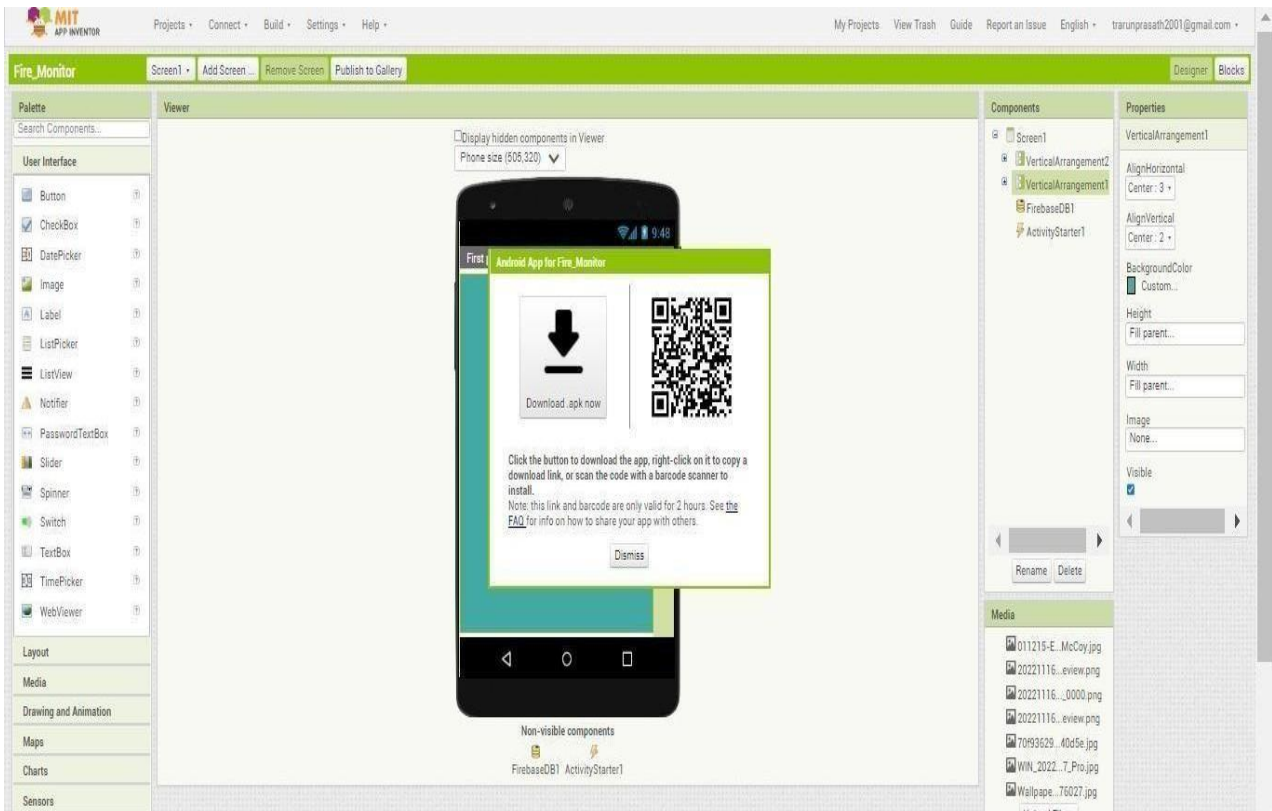 MIT
APP INVENTOR
Projects Connect Build Settings Help
My Projects View Trash Guide Report an Issue English trarunprasath2001@gmail.com
Fire_Monitor
Screen1 Add Screen ... Remove Screen Publish to Gallery
Designer Blocks
Palette
Search Components...
User Interface
Button
CheckBox
DatePicker
Image
Label
ListPicker
ListView
Notifier
PasswordTextBox
Slider
Spinner
Switch
TextBox
TimePicker
WebViewer
Layout
Media
Drawing and Animation
Maps
Charts
Sensors
Viewer
Display hidden components in Viewer
Phone size (505,320)
9:48
First
Android App for Fire_Monitor
Download .apk now
Click the button to download the app, right-click on it to copy a
download link, or scan the code with a barcode scanner to
install.
Note: this link and barcode are only valid for 2 hours. See the
FAQ for info on how to share your app with others.
Dismiss
Non-visible components
FirebaseDB1 ActivityStarter1
Components
Screen1
VerticalArrangement2
VerticalArrangement1
FirebaseDB1
ActivityStarter1
Rename Delete
Media
011215-E...McCoy.jpg
20221116...eview.png
20221116..._0000.png
20221116...eview.png
70f93629...40d5e.jpg
WIN_2022...7_Pro.jpg
Wallpape...76027.jpg
Properties
VerticalArrangement1
AlignHorizontal
Center : 3
AlignVertical
Center : 2
BackgroundColor
Custom...
Height
Fill parent...
Width
Fill parent...
Image
None...
Visible